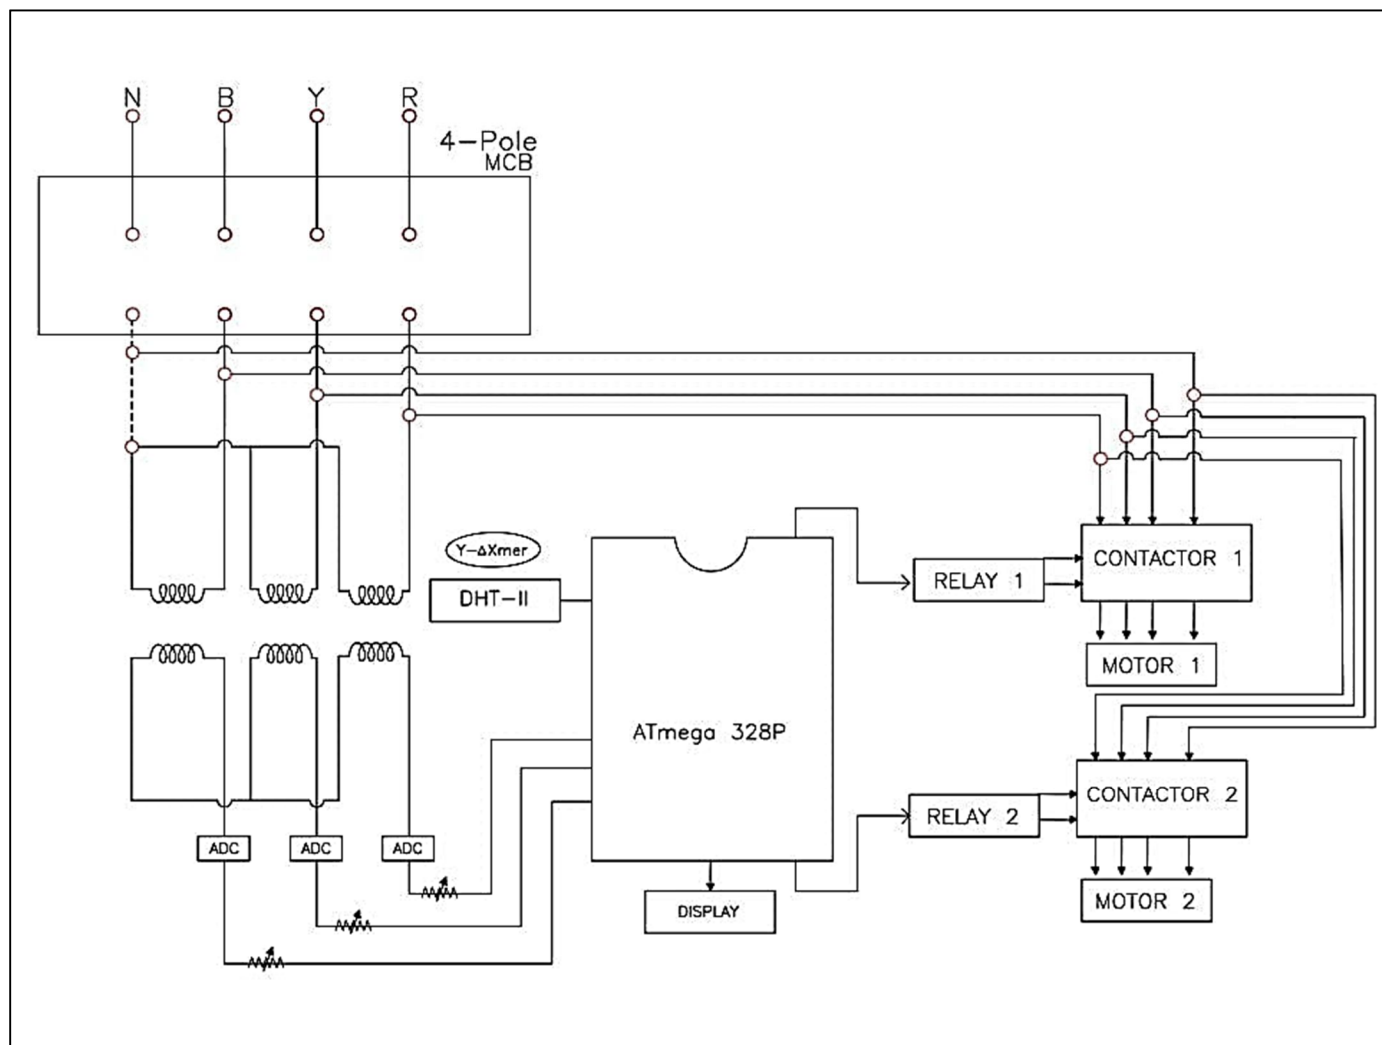 N B Y R
4-Pole
MCB
Y-ΔXmer
DHT-II
ATmega 328P
RELAY 1
CONTACTOR 1
MOTOR 1
RELAY 2
CONTACTOR 2
MOTOR 2
ADC ADC ADC
DISPLAY